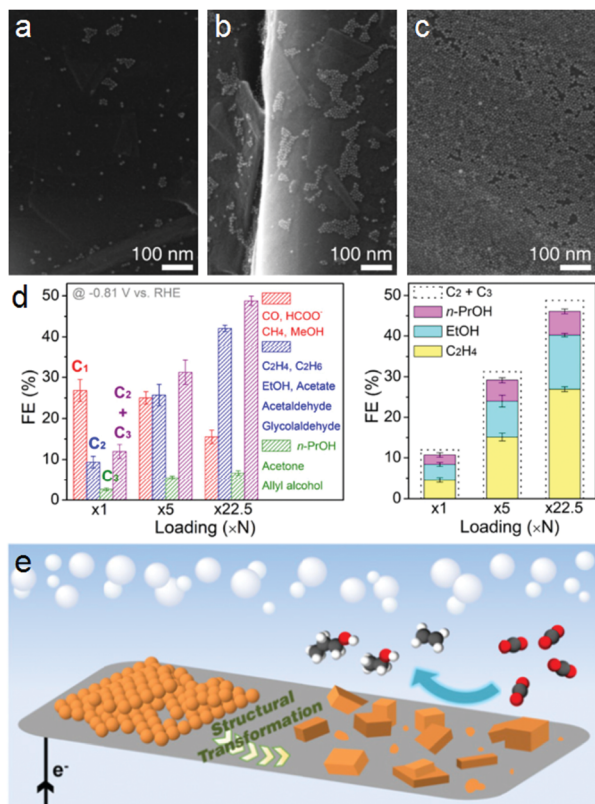 a
b
c
100 nm
100 nm
100 nm
d
@ -0.81 V vs. RHE
FE (%)
60
50
40
30
20
10
0
C₁
C₂
C₃
C₂
+
C₃
CO, HCOO⁻
CH4, MeOH
C2H4, C2H6
EtOH, Acetate
Acetaldehyde
Glycolaldehyde
n-PrOH
Acetone
Allyl alcohol
x1
x5
x22.5
Loading (×N)
FE (%)
50
40
30
20
10
0
C₂ + C₃
n-PrOH
EtOH
C₂H₄
x1
x5
x22.5
Loading (×N)
e
Structural
Transformation
e-